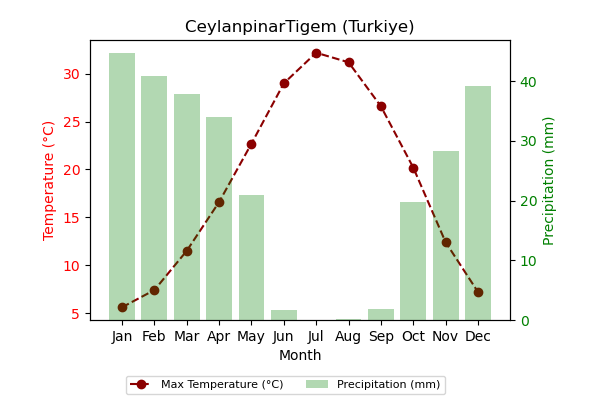 CeylanpinarTigem (Turkiye)
30
25
20
15
10
5
Temperature (°C)
40
30
20
10
0
Precipitation (mm)
Jan Feb Mar Apr May Jun Jul Aug Sep Oct Nov Dec
Month
Max Temperature (°C) Precipitation (mm)